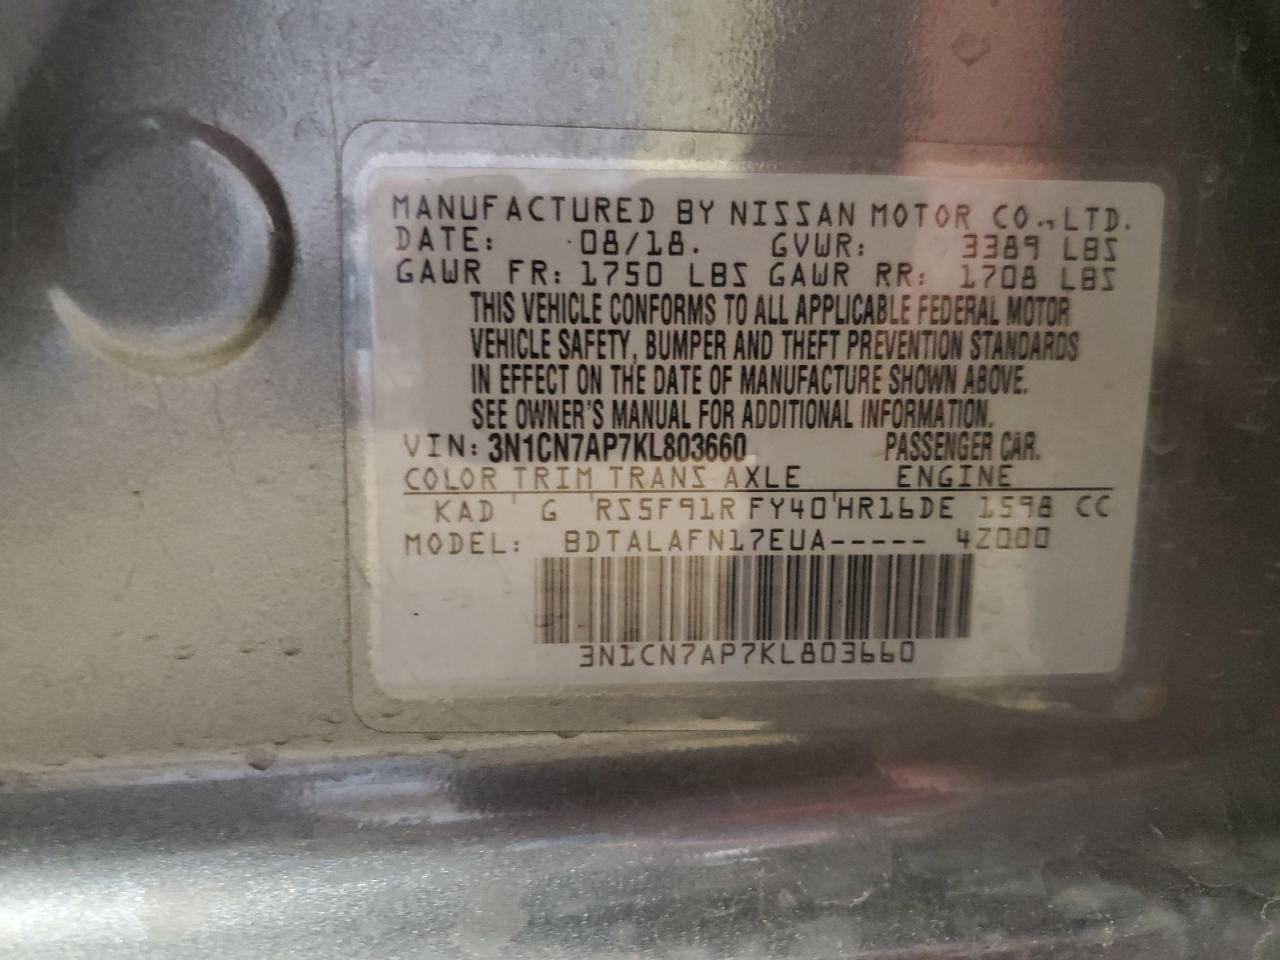 MANUFACTURED BY NISSAN MOTOR CO., LTD.
DATE: 08/18. GVWR: 3389 LBS
GAWR FR: 1750 LBS GAWR RR: 1708 LBS
THIS VEHICLE CONFORMS TO ALL APPLICABLE FEDERAL MOTOR
VEHICLE SAFETY, BUMPER AND THEFT PREVENTION STANDARDS
IN EFFECT ON THE DATE OF MANUFACTURE SHOWN ABOVE.
SEE OWNER'S MANUAL FOR ADDITIONAL INFORMATION.
VIN: 3N1CN7AP7KL803660 PASSENGER CAR.
COLOR TRIM TRANS AXLE ENGINE
KAD G RS5F91R FY40 HR16DE 1598 CC
MODEL: BDTALAFN17EUA----- 4Z000
3N1CN7AP7KL803660